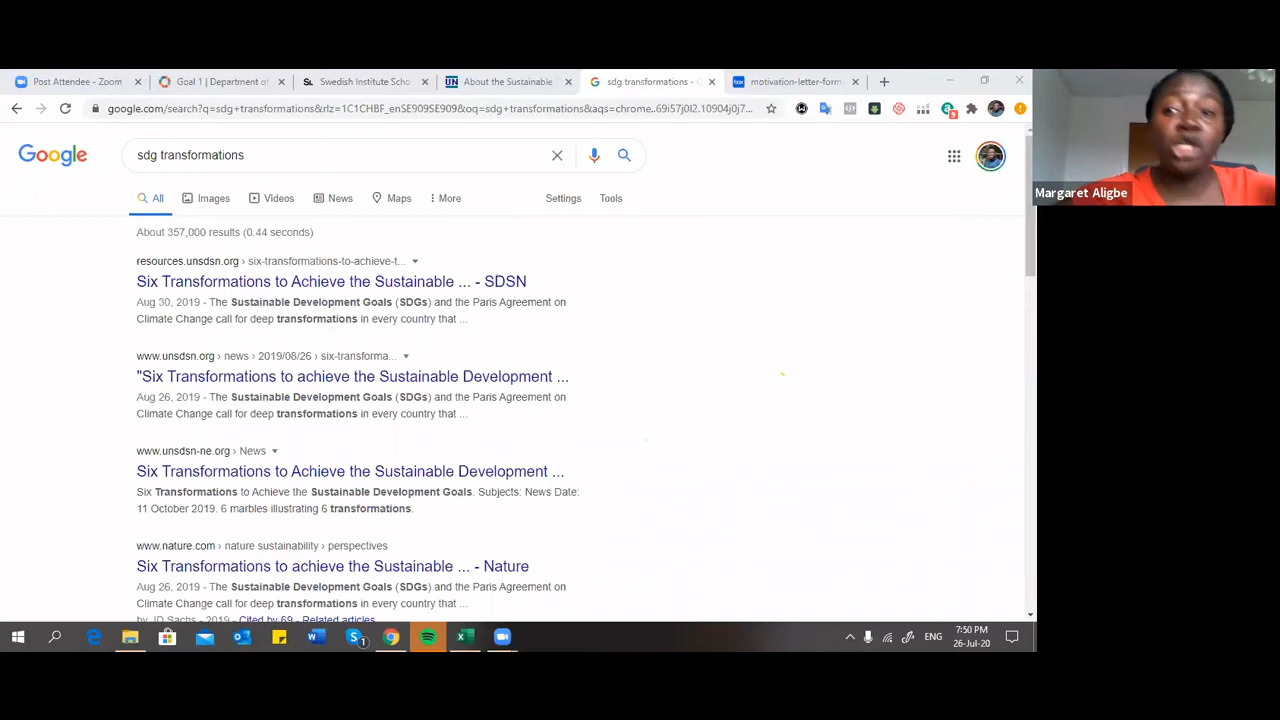 Post Attendee - Zoom
Goal 1 | Department of
Swedish Institute Scho
About the Sustainable
sdg transformations - G
motivation-letter-form
google.com/search?q=sdg+transformations&rlz=1C1CHBF_enSE909SE909&oq=sdg+transformations&aqs=chrome..69i57j0l2.10904j0j7...
Google
sdg transformations
All
Images
Videos
News
Maps
More
Settings
Tools
Margaret Aligbe
About 357,000 results (0.44 seconds)
resources.unsdsn.org › six-transformations-to-achieve-t...
Six Transformations to Achieve the Sustainable ... - SDSN
Aug 30, 2019 - The Sustainable Development Goals (SDGs) and the Paris Agreement on
Climate Change call for deep transformations in every country that ...
www.unsdsn.org › news › 2019/08/26 › six-transforma...
"Six Transformations to achieve the Sustainable Development ...
Aug 26, 2019 - The Sustainable Development Goals (SDGs) and the Paris Agreement on
Climate Change call for deep transformations in every country that ...
www.unsdsn-ne.org › News
Six Transformations to Achieve the Sustainable Development ...
Six Transformations to Achieve the Sustainable Development Goals. Subjects: News Date:
11 October 2019. 6 marbles illustrating 6 transformations.
www.nature.com › nature sustainability › perspectives
Six Transformations to achieve the Sustainable ... - Nature
Aug 26, 2019 - The Sustainable Development Goals (SDGs) and the Paris Agreement on
Climate Change call for deep transformations in every country that ...
by JD Sachs - 2019 - Cited by 69 - Related articles
ENG
7:50 PM
26-Jul-20